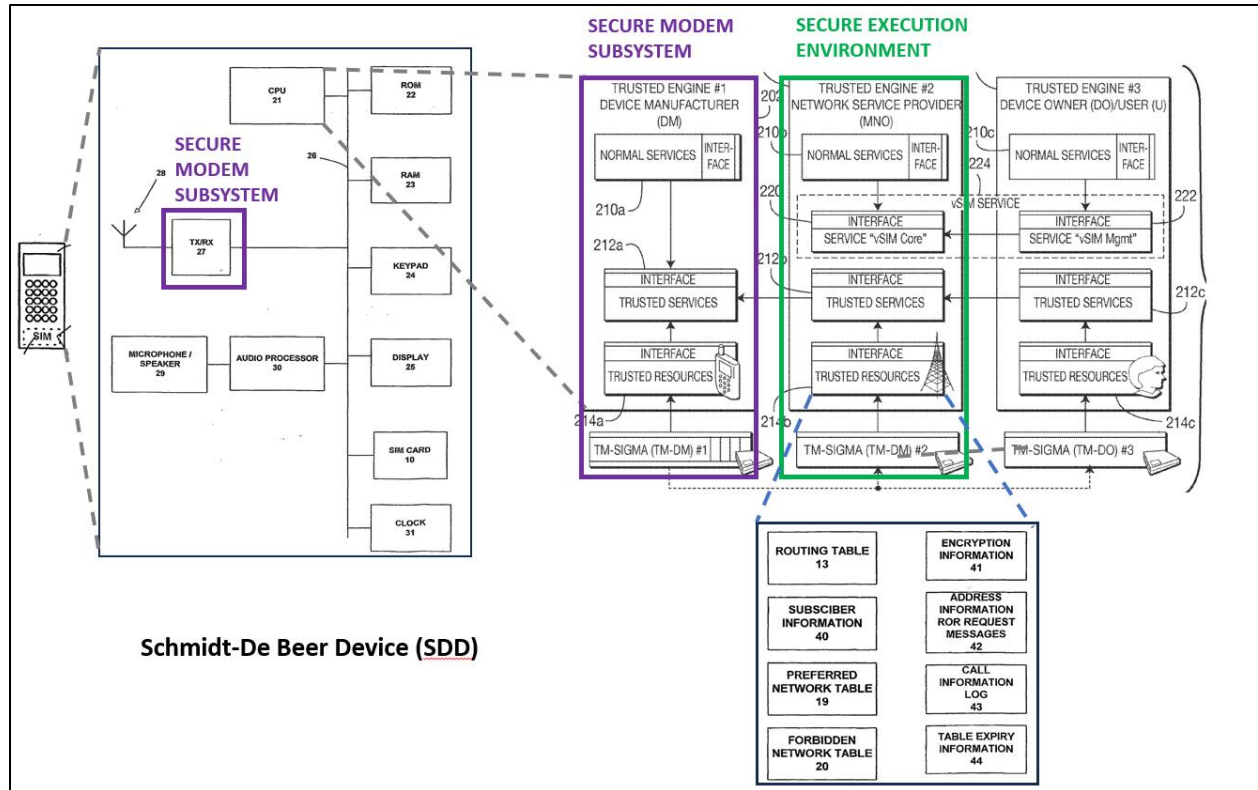 SECURE MODEM
SUBSYSTEM
SECURE EXECUTION
ENVIRONMENT
CPU
21
ROM
22
SECURE
MODEM
SUBSYSTEM
26
28
TX/RX
27
RAM
23
KEYPAD
24
SIM
MICROPHONE /
SPEAKER
29
AUDIO PROCESSOR
30
DISPLAY
25
SIM CARD
10
CLOCK
31
TRUSTED ENGINE #1
DEVICE MANUFACTURER
(DM)
202
NORMAL SERVICES
INTER-
FACE
210a
212a
INTERFACE
TRUSTED SERVICES
INTERFACE
TRUSTED RESOURCES
214a
TM-SIGMA (TM-DM) #1
TRUSTED ENGINE #2
NETWORK SERVICE PROVIDER
(MNO)
210b
NORMAL SERVICES
INTER-
FACE
224
vSIM SERVICE
220
INTERFACE
SERVICE "vSIM Core"
212b
INTERFACE
TRUSTED SERVICES
INTERFACE
TRUSTED RESOURCES
214b
TM-SIGMA (TM-DM) #2
TRUSTED ENGINE #3
DEVICE OWNER (DO)/USER (U)
210c
NORMAL SERVICES
INTER-
FACE
222
INTERFACE
SERVICE "vSIM Mgmt"
INTERFACE
TRUSTED SERVICES
212c
INTERFACE
TRUSTED RESOURCES
214c
TM-SIGMA (TM-DO) #3
ROUTING TABLE
13
ENCRYPTION
INFORMATION
41
SUBSCIBER
INFORMATION
40
ADDRESS
INFORMATION
ROR REQUEST
MESSAGES
42
PREFERRED
NETWORK TABLE
19
CALL
INFORMATION
LOG
43
FORBIDDEN
NETWORK TABLE
20
TABLE EXPIRY
INFORMATION
44
Schmidt-De Beer Device (SDD)